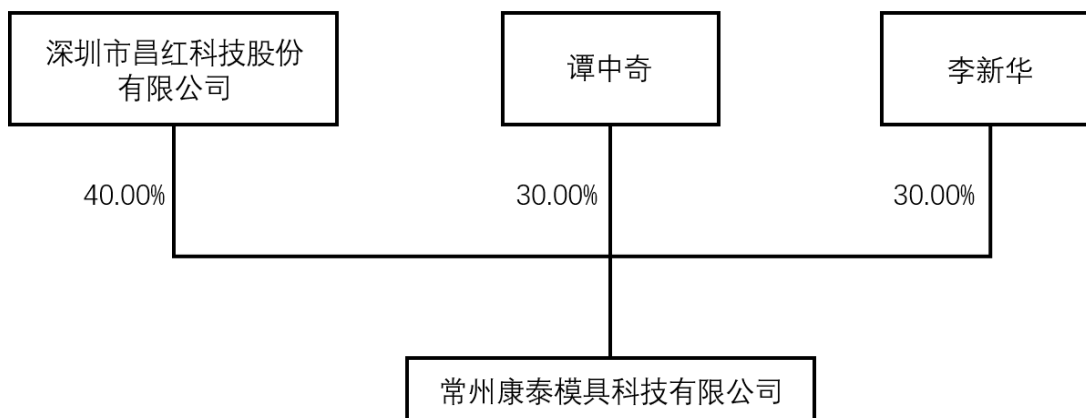 深圳市昌红科技股份
有限公司
谭中奇
李新华
40.00%
30.00%
30.00%
常州康泰模具科技有限公司